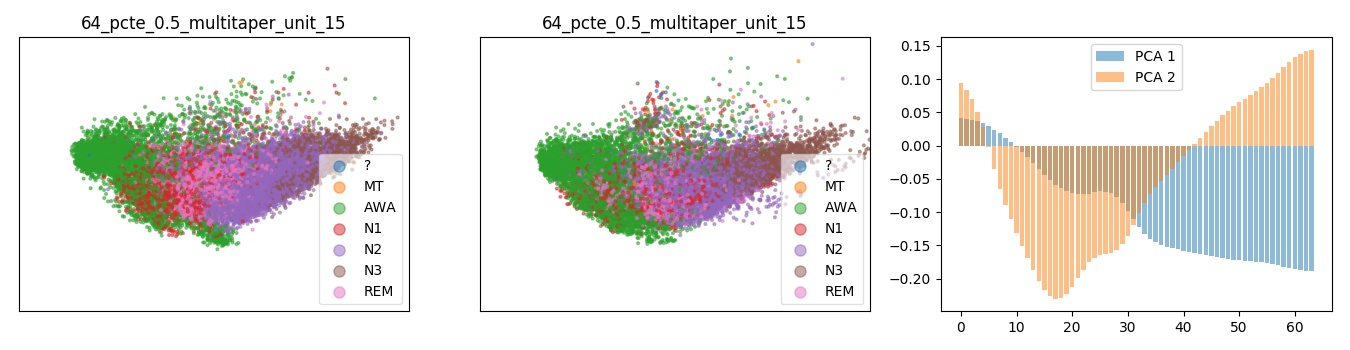 64_pcte_0.5_multitaper_unit_15
?
MT
AWA
N1
N2
N3
REM
64_pcte_0.5_multitaper_unit_15
?
MT
AWA
N1
N2
N3
REM
PCA 1
PCA 2
0.15
0.10
0.05
0.00
−0.05
−0.10
−0.15
−0.20
0 10 20 30 40 50 60